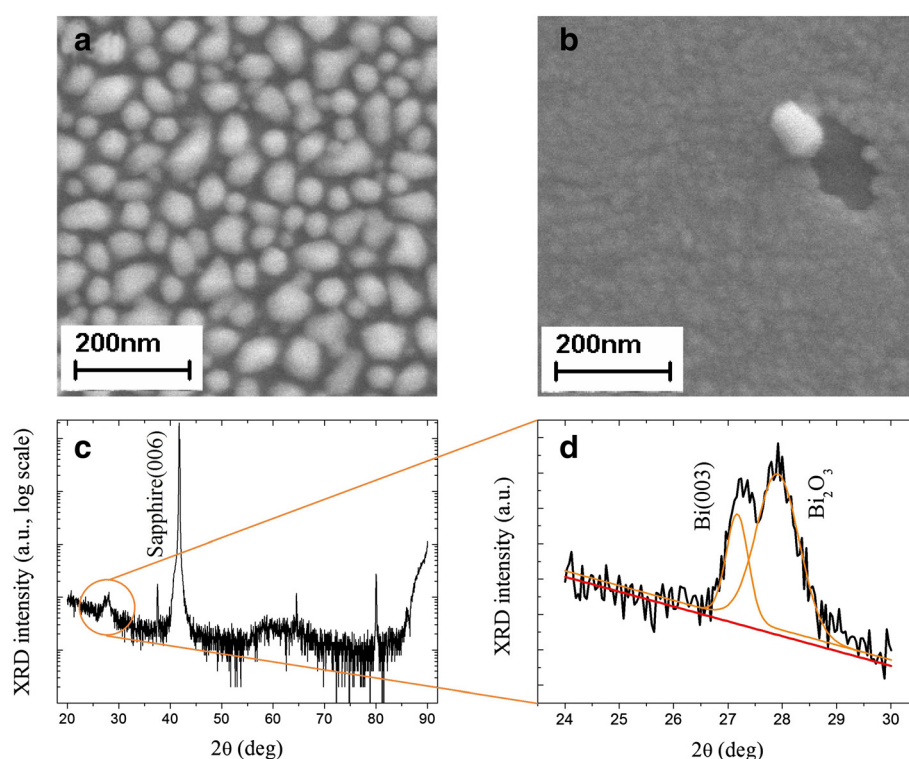 a
200nm
b
200nm
c
Sapphire(006)
XRD intensity (a.u., log scale)
20 30 40 50 60 70 80 90
2θ (deg)
d
Bi(003)
Bi₂O₃
XRD intensity (a.u.)
24 25 26 27 28 29 30
2θ (deg)